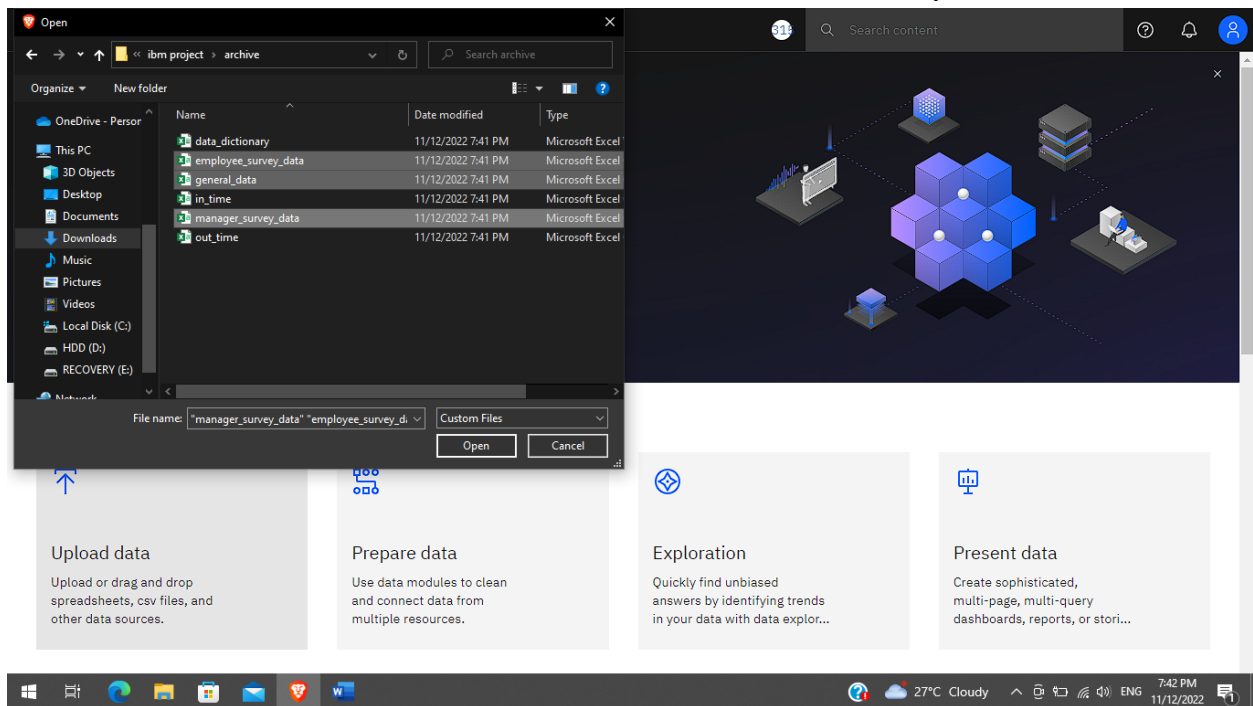 Open
ibm project › archive
Search archive
Organize
New folder
Name
Date modified
Type
OneDrive - Person
This PC
3D Objects
Desktop
Documents
Downloads
Music
Pictures
Videos
Local Disk (C:)
HDD (D:)
RECOVERY (E:)
Network
data_dictionary 11/12/2022 7:41 PM Microsoft Excel
employee_survey_data 11/12/2022 7:41 PM Microsoft Excel
general_data 11/12/2022 7:41 PM Microsoft Excel
in_time 11/12/2022 7:41 PM Microsoft Excel
manager_survey_data 11/12/2022 7:41 PM Microsoft Excel
out_time 11/12/2022 7:41 PM Microsoft Excel
File name: "manager_survey_data" "employee_survey_d
Custom Files
Open
Cancel
Search content
Upload data
Upload or drag and drop
spreadsheets, csv files, and
other data sources.
Prepare data
Use data modules to clean
and connect data from
multiple resources.
Exploration
Quickly find unbiased
answers by identifying trends
in your data with data explor...
Present data
Create sophisticated,
multi-page, multi-query
dashboards, reports, or stori...
27°C Cloudy
ENG
7:42 PM
11/12/2022